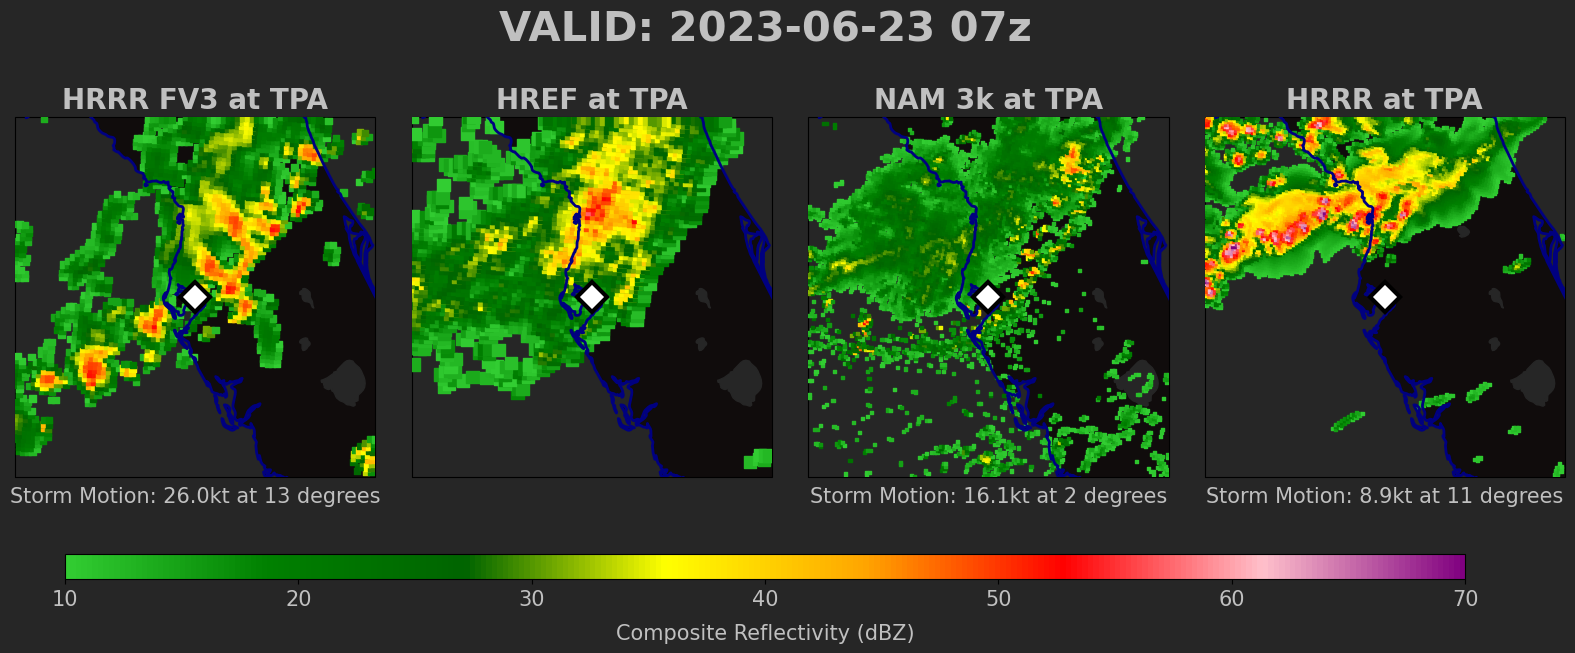 VALID: 2023-06-23 07z
HRRR FV3 at TPA
HREF at TPA
NAM 3k at TPA
HRRR at TPA
Storm Motion: 26.0kt at 13 degrees
Storm Motion: 16.1kt at 2 degrees
Storm Motion: 8.9kt at 11 degrees
10 20 30 40 50 60 70
Composite Reflectivity (dBZ)